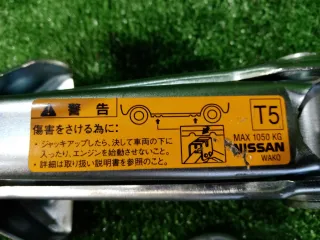 警告
T5
傷害をさける為に:
・ジャッキアップしたら、決して車両の下に
入ったり、エンジンを始動させないこと。
・詳細は取り扱い説明書を参照のこと。
MAX 1050 KG
NISSAN
WAKO